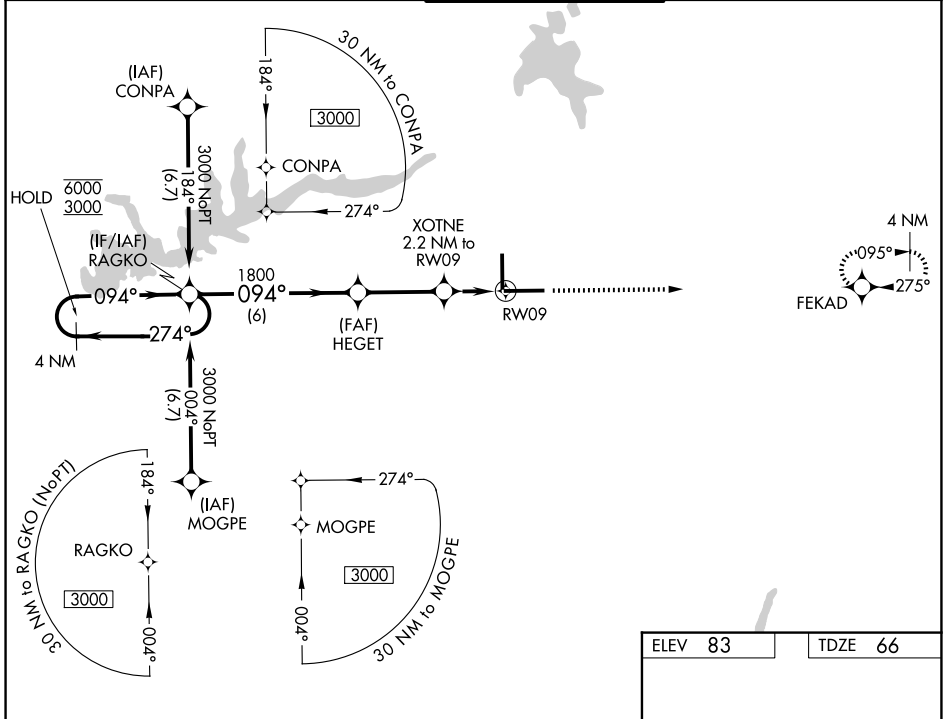 (IAF)
CONPA
184°
30 NM to CONPA
3000
CONPA
274°
3000 NoPT
184°
(6.7)
HOLD
6000
3000
(IF/IAF)
RAGKO
094°
274°
4 NM
1800
094°
(6)
(FAF)
HEGET
XOTNE
2.2 NM to
RW09
RW09
4 NM
095°
275°
FEKAD
3000 NoPT
004°
(6.7)
(IAF)
MOGPE
30 NM to RAGKO (NoPT)
184°
RAGKO
3000
004°
274°
MOGPE
3000
004°
30 NM to MOGPE
ELEV 83
TDZE 66